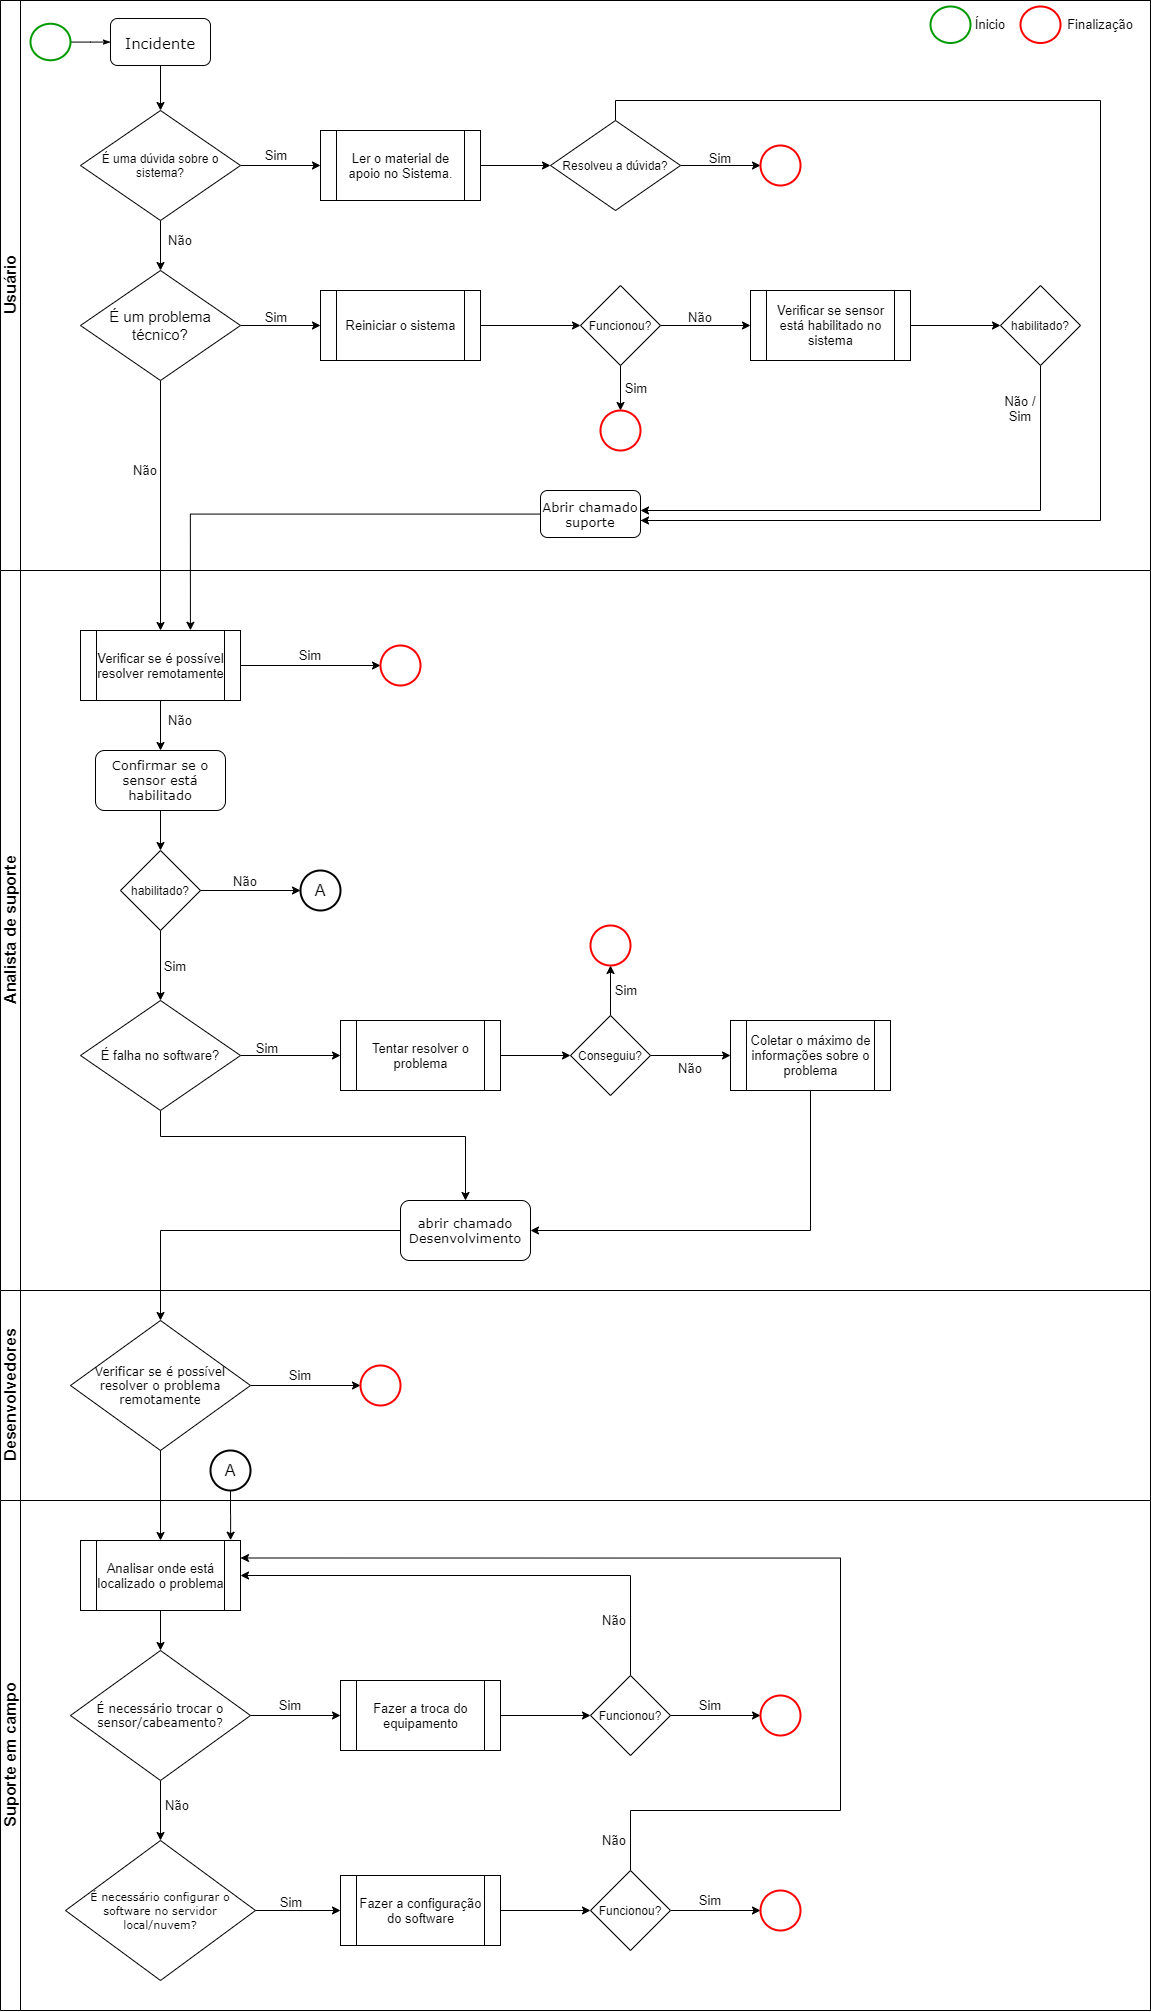 Ínicio
Finalização
Usuário
Incidente
É uma dúvida sobre o
sistema?
Sim
Ler o material de
apoio no Sistema.
Resolveu a dúvida?
Sim
Não
É um problema
técnico?
Sim
Reiniciar o sistema
Funcionou?
Não
Verificar se sensor
está habilitado no
sistema
habilitado?
Sim
Não /
Sim
Não
Abrir chamado
suporte
Analista de suporte
Verificar se é possível
resolver remotamente
Sim
Não
Confirmar se o
sensor está
habilitado
habilitado?
Não
A
Sim
Sim
É falha no software?
Sim
Tentar resolver o
problema
Conseguiu?
Não
Coletar o máximo de
informações sobre o
problema
abrir chamado
Desenvolvimento
Desenvolvedores
Verificar se é possível
resolver o problema
remotamente
Sim
A
Suporte em campo
Analisar onde está
localizado o problema
Não
É necessário trocar o
sensor/cabeamento?
Sim
Fazer a troca do
equipamento
Funcionou?
Sim
Não
Não
É necessário configurar o
software no servidor
local/nuvem?
Sim
Fazer a configuração
do software
Funcionou?
Sim